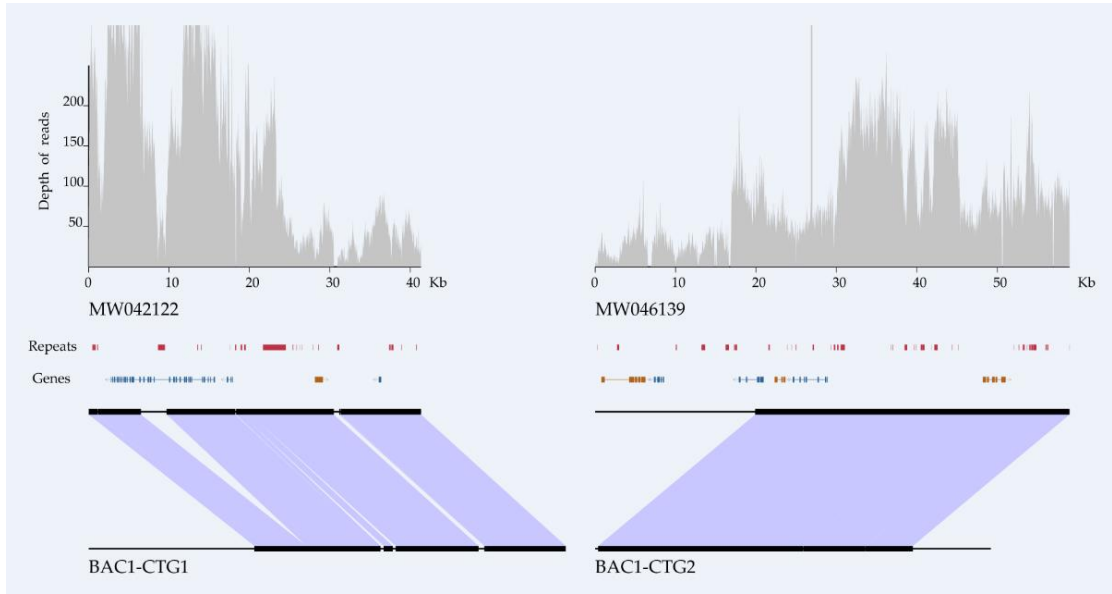 Depth of reads
200
150
100
50
0 10 20 30 40 Kb
0 10 20 30 40 50 Kb
MW042122
MW046139
Repeats
Genes
BAC1-CTG1
BAC1-CTG2